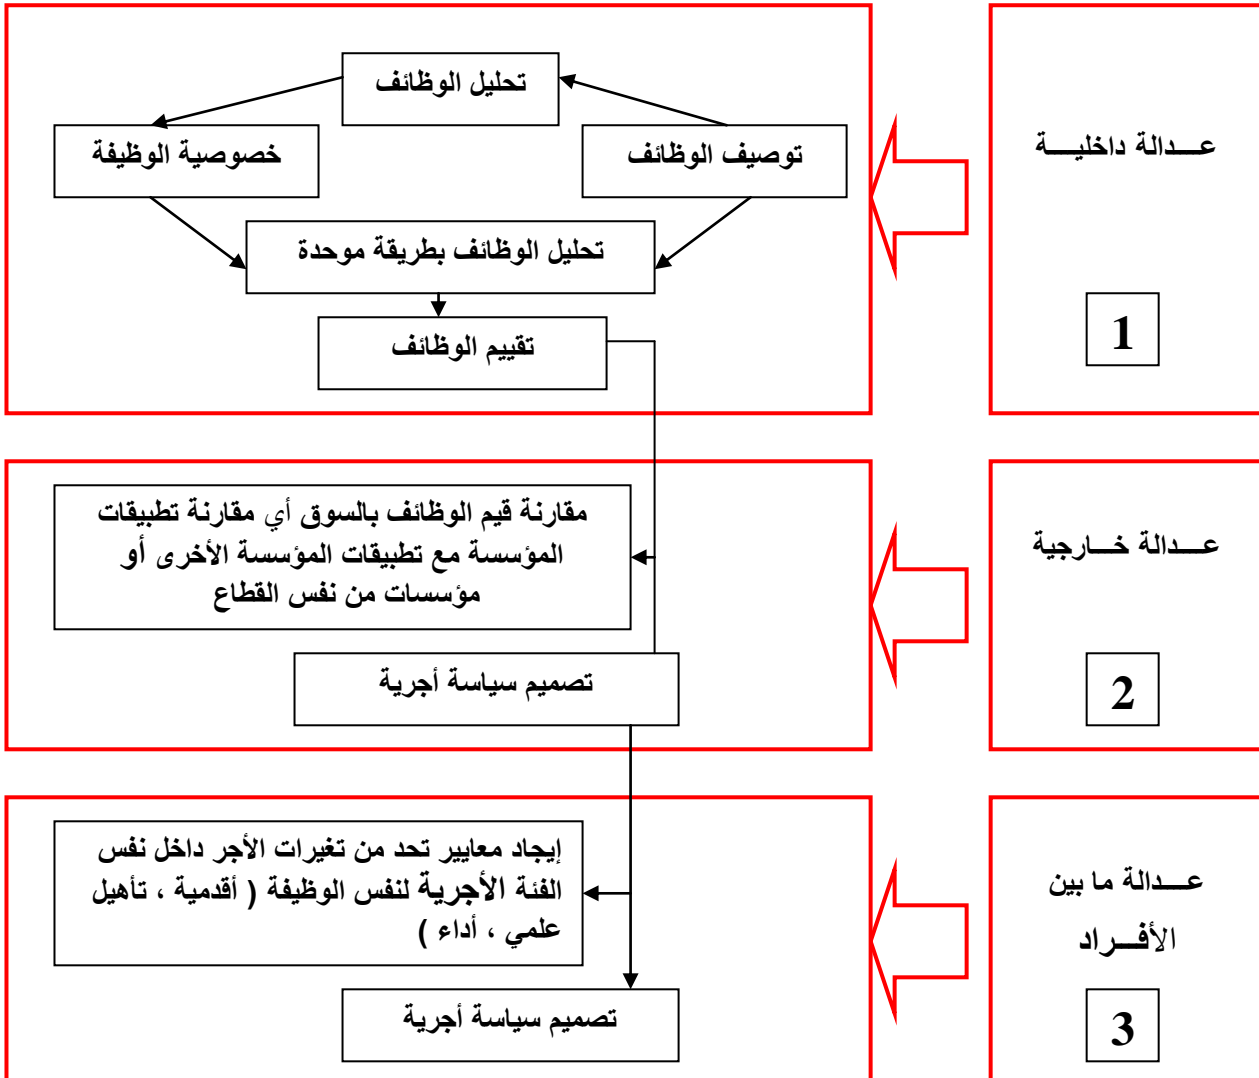 عـــدالة داخليـــة
1
تحليل الوظائف
توصيف الوظائف
خصوصية الوظيفة
تحليل الوظائف بطريقة موحدة
تقييم الوظائف
عـــدالة خـــارجية
2
مقارنة قيم الوظائف بالسوق أي مقارنة تطبيقات
المؤسسة مع تطبيقات المؤسسة الأخرى أو
مؤسسات من نفس القطاع
تصميم سياسة أجرية
عـــدالة ما بين
الأفـــراد
3
إيجاد معايير تحد من تغيرات الأجر داخل نفس
الفئة الأجرية لنفس الوظيفة ( أقدمية ، تأهيل
علمي ، أداء )
تصميم سياسة أجرية